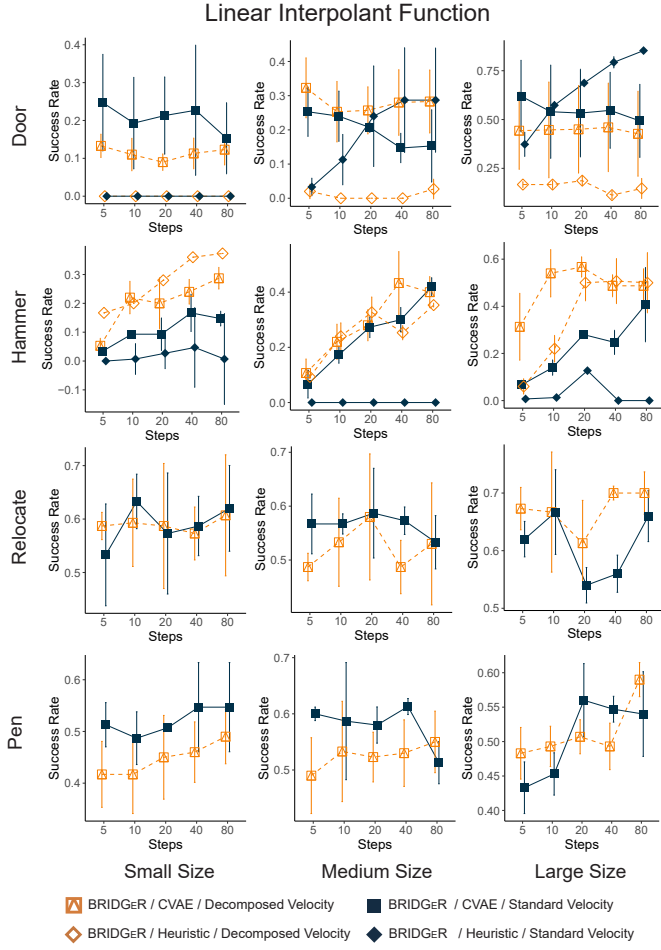 Linear Interpolant Function
Door
Success Rate
0.4
0.3
0.2
0.1
0.0
5 10 20 40 80
Steps
Success Rate
0.4
0.3
0.2
0.1
0.0
5 10 20 40 80
Steps
Success Rate
0.75
0.50
0.25
5 10 20 40 80
Steps
Hammer
Success Rate
0.3
0.2
0.1
0.0
−0.1
5 10 20 40 80
Steps
Success Rate
0.4
0.2
0.0
5 10 20 40 80
Steps
Success Rate
0.6
0.4
0.2
0.0
5 10 20 40 80
Steps
Relocate
Success Rate
0.7
0.6
0.5
5 10 20 40 80
Steps
Success Rate
0.7
0.6
0.5
5 10 20 40 80
Steps
Success Rate
0.7
0.6
0.5
5 10 20 40 80
Steps
Pen
Success Rate
0.6
0.5
0.4
5 10 20 40 80
Steps
Success Rate
0.7
0.6
0.5
5 10 20 40 80
Steps
Success Rate
0.60
0.55
0.50
0.45
0.40
5 10 20 40 80
Steps
Small Size Medium Size Large Size
BRIDGER / CVAE / Decomposed Velocity BRIDGER / CVAE / Standard Velocity
BRIDGER / Heuristic / Decomposed Velocity BRIDGER / Heuristic / Standard Velocity